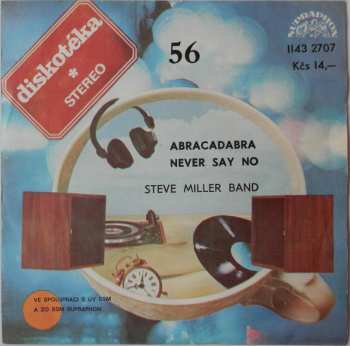 diskotéka
STEREO
56
SUPRAPHON
1143 2707
Kčs 14,—
ABRACADABRA
NEVER SAY NO
STEVE MILLER BAND
VE SPOLUPRÁCI S ÚV SSM
A ZO SSM SUPRAPHON